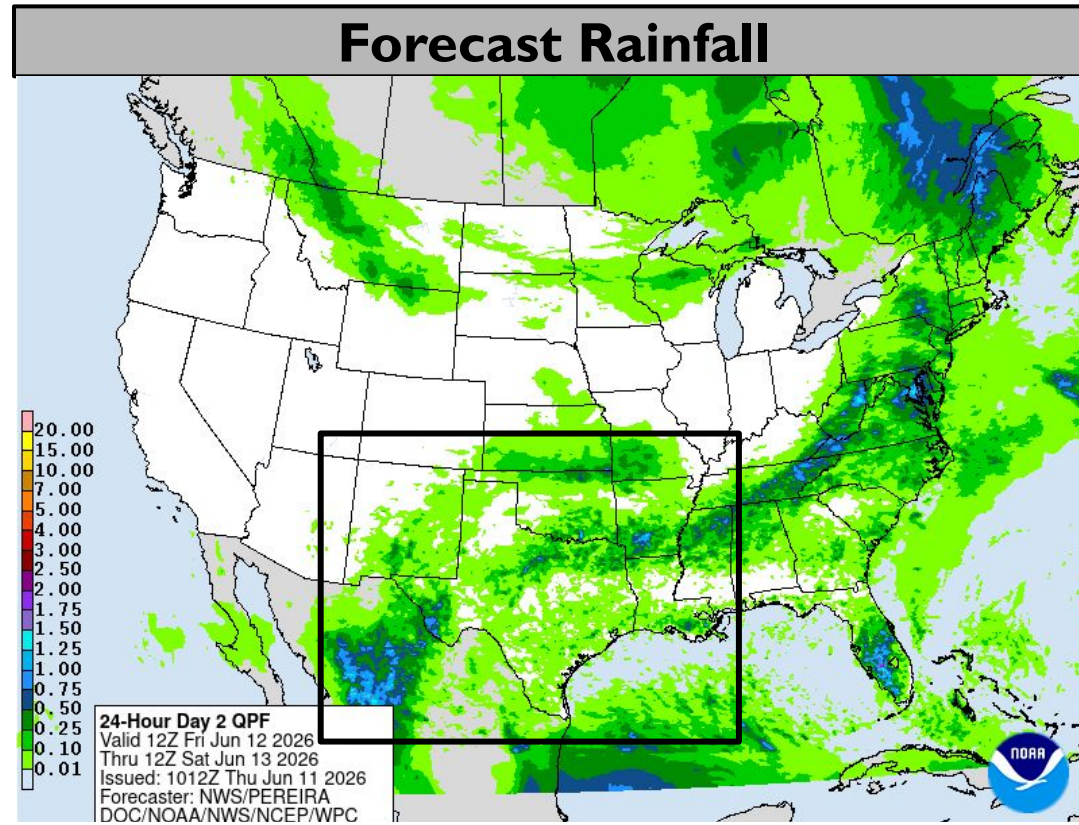 Forecast Rainfall
20.00
15.00
10.00
7.00
5.00
4.00
3.00
2.50
2.00
1.75
1.50
1.25
1.00
0.75
0.50
0.25
0.10
0.01
24-Hour Day 2 QPF
Valid 12Z Fri Jun 12 2026
Thru 12Z Sat Jun 13 2026
Issued: 1012Z Thu Jun 11 2026
Forecaster: NWS/PEREIRA
DOC/NOAA/NWS/NCEP/WPC
NOAA